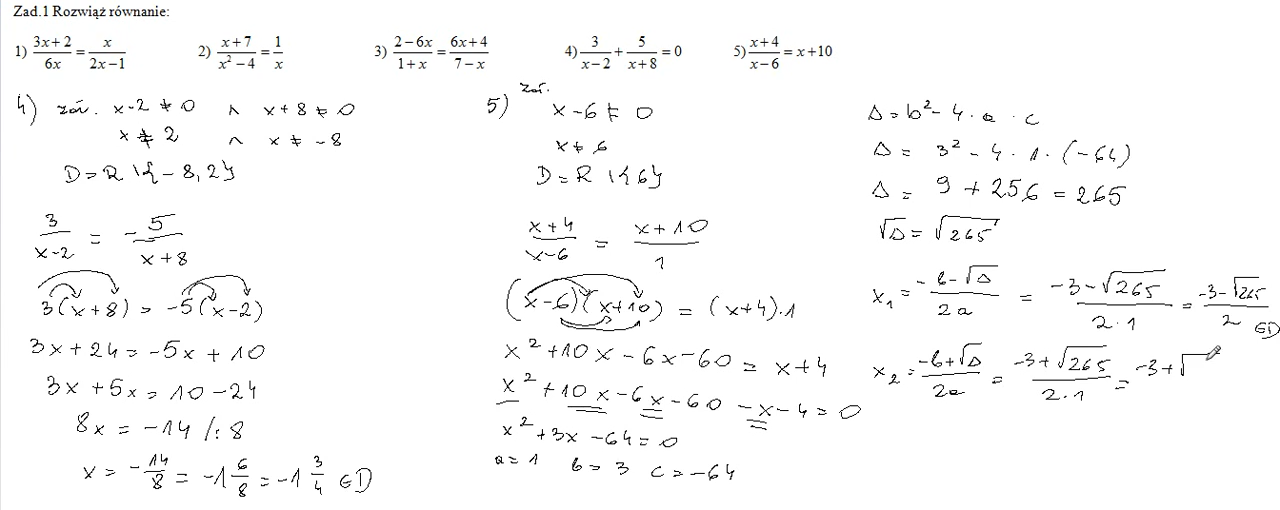 Zad.1 Rozwiąż równanie:
1) (3x+2)/(6x) = x/(2x−1) 2) (x+7)/(x²−4) = 1/x 3) (2−6x)/(1+x) = (6x+4)/(7−x) 4) 3/(x−2) + 5/(x+8) = 0 5) (x+4)/(x−6) = x+10
4) zał. x−2 ≠ 0 ∧ x+8 ≠ 0
x ≠ 2 ∧ x ≠ −8
D = R \ {−8, 2}
3/(x−2) = −5/(x+8)
3(x+8) = −5(x−2)
3x+24 = −5x+10
3x+5x = 10−24
8x = −14 /:8
x = −14/8 = −1 6/8 = −1 3/4 ∈ D
5) zał.
x−6 ≠ 0
x ≠ 6
D = R \ {6}
(x+4)/(x−6) = (x+10)/1
(x−6)(x+10) = (x+4)·1
x²+10x−6x−60 = x+4
x²+10x−6x−60−x−4 = 0
x²+3x−64 = 0
a = 1 b = 3 c = −64
Δ = b²−4·a·c
Δ = 3²−4·1·(−64)
Δ = 9+256 = 265
√Δ = √265
x₁ = (−b−√Δ)/(2a) = (−3−√265)/(2·1) = (−3−√265)/2 ∈ D
x₂ = (−b+√Δ)/(2a) = (−3+√265)/(2·1) = −3+√